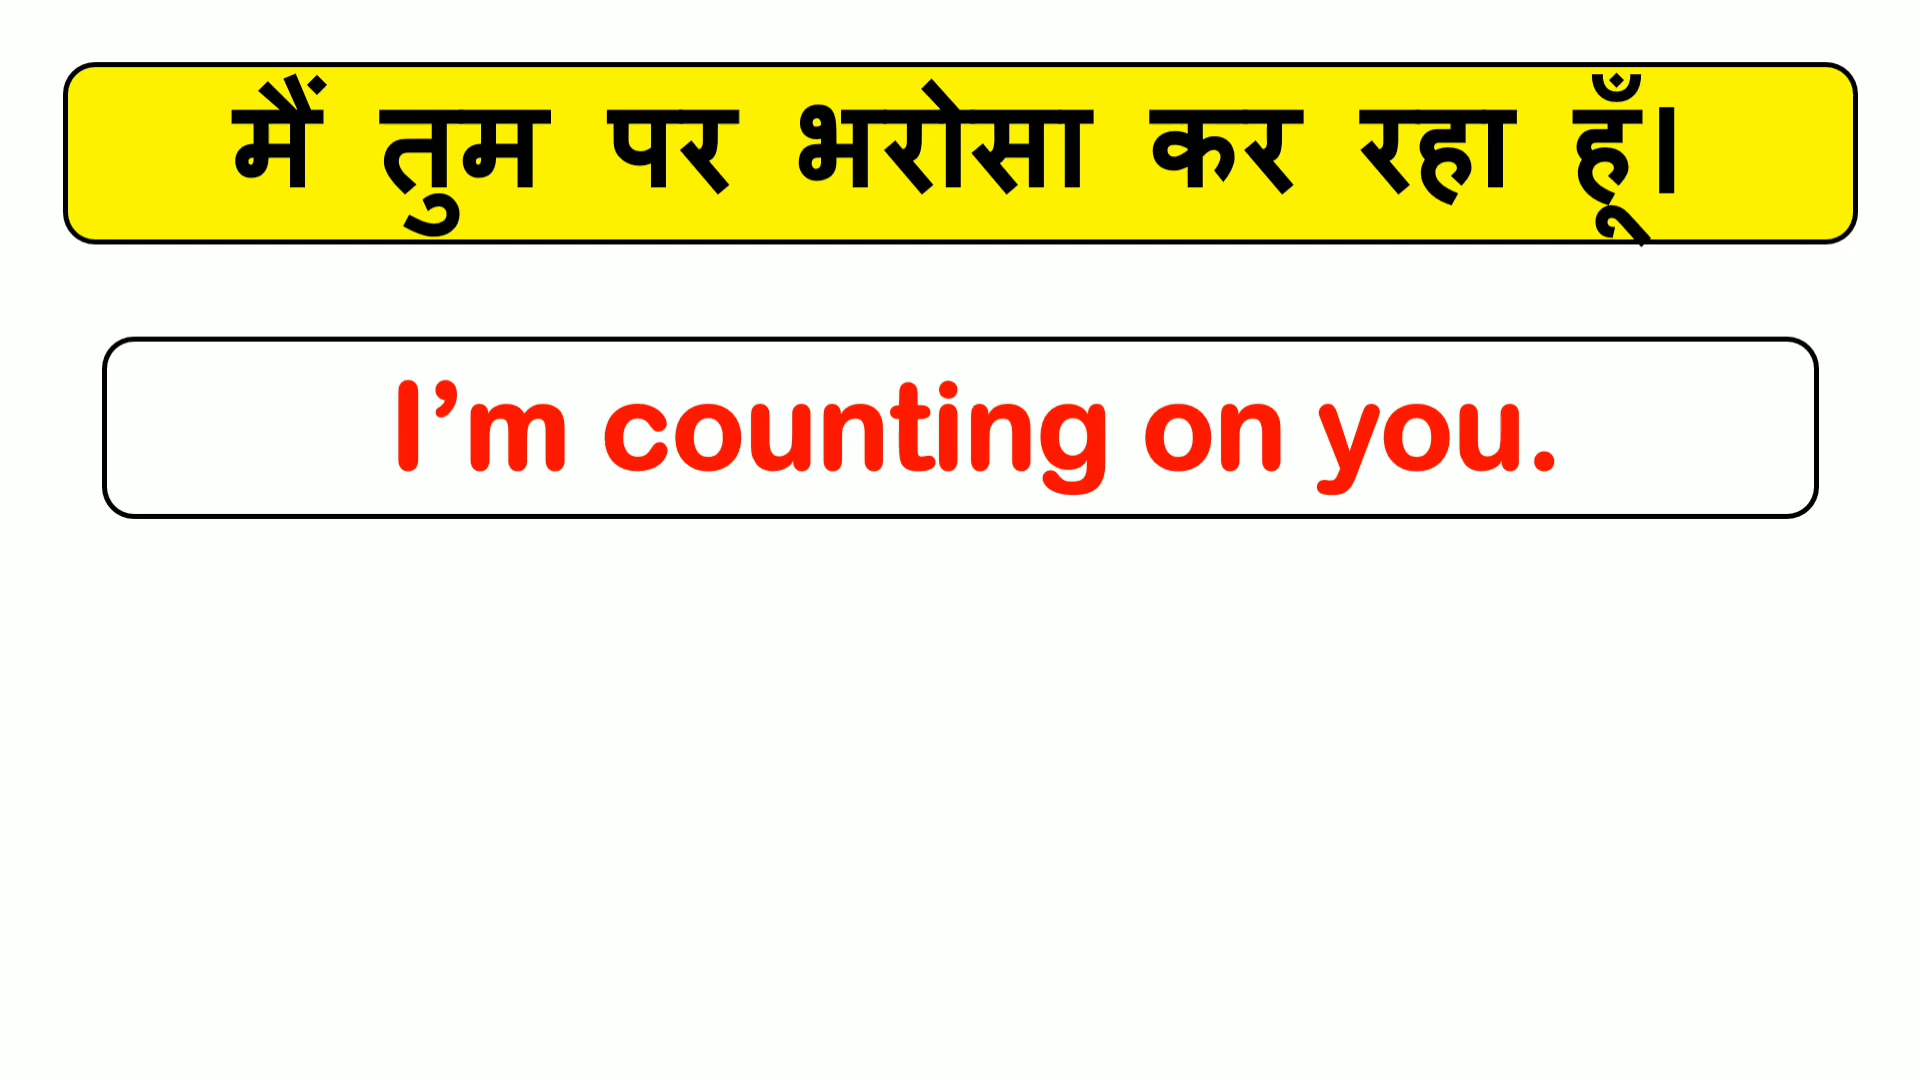 मैं तुम पर भरोसा कर रहा हूँ।
I’m counting on you.